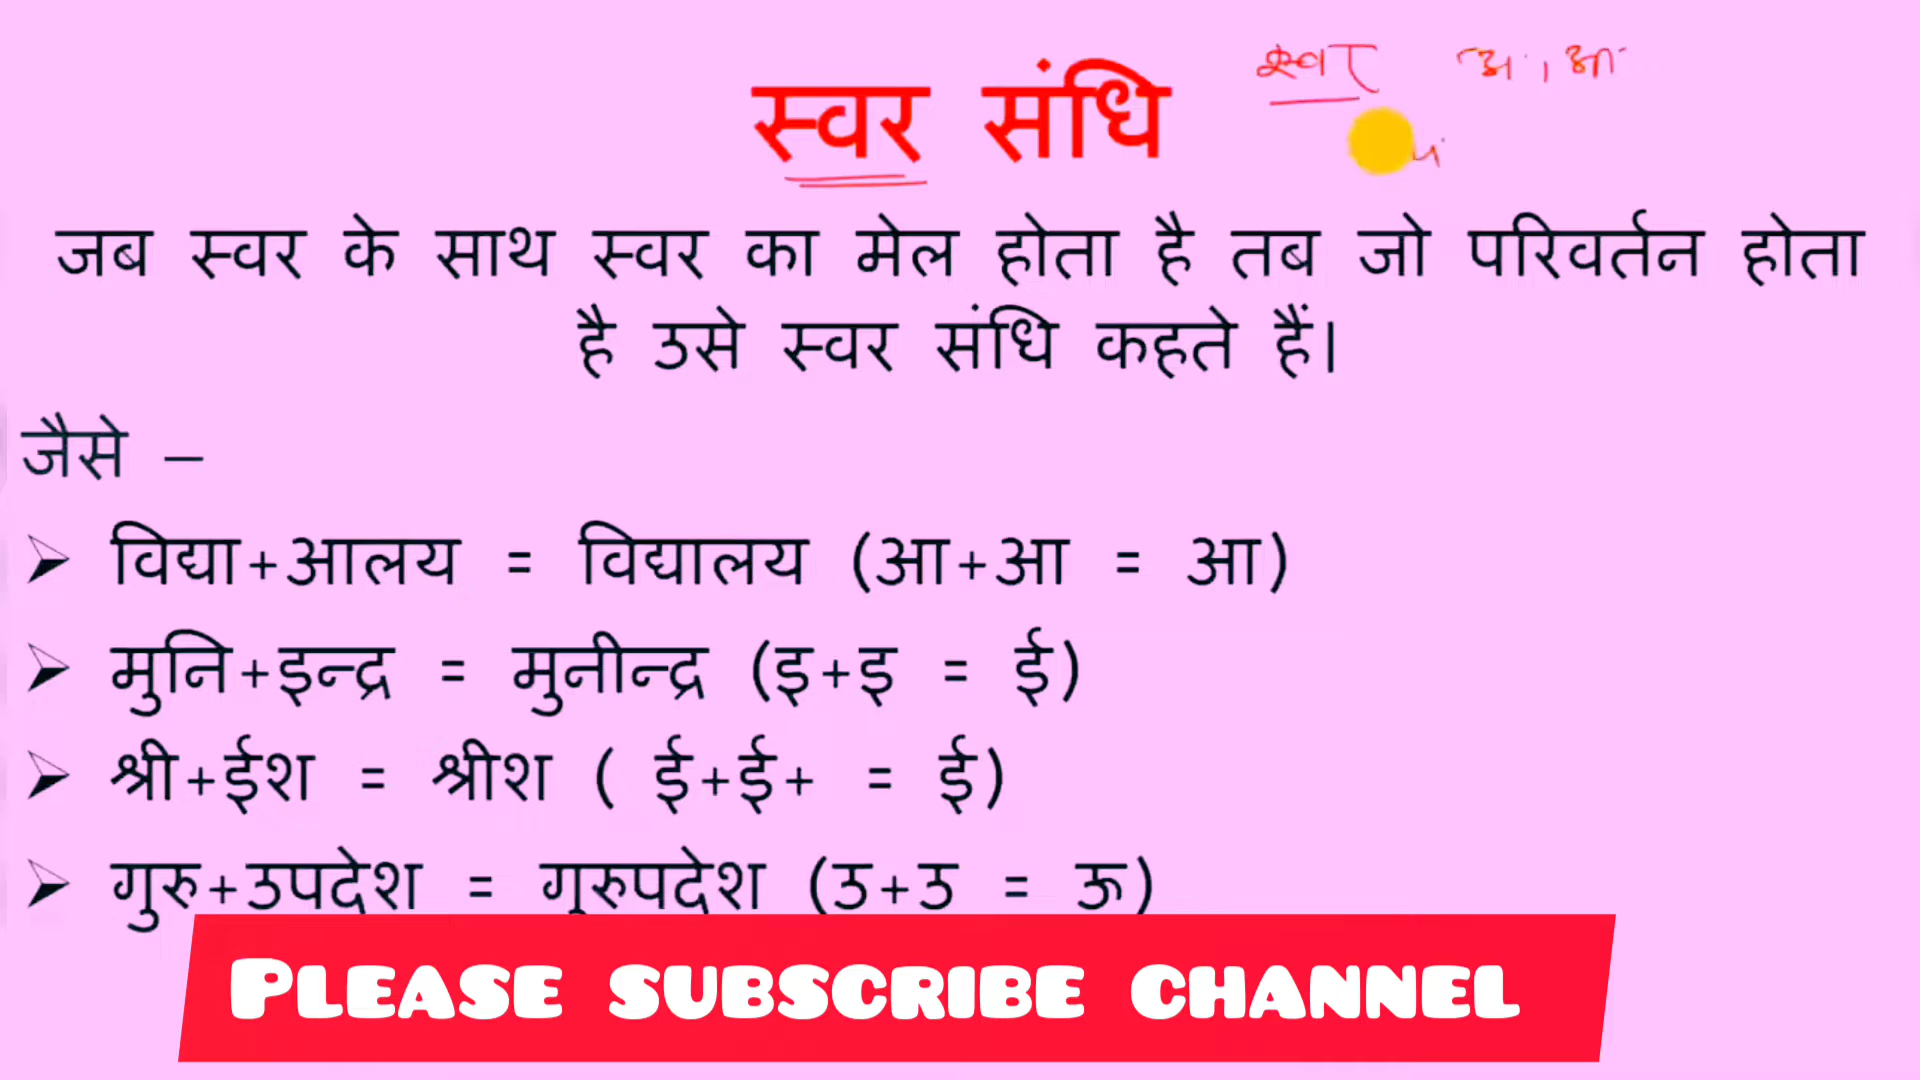 स्वर संधि
स्वर अ, आ
जब स्वर के साथ स्वर का मेल होता है तब जो परिवर्तन होता
है उसे स्वर संधि कहते हैं।
जैसे –
➢ विद्या+आलय = विद्यालय (आ+आ = आ)
➢ मुनि+इन्द्र = मुनीन्द्र (इ+इ = ई)
➢ श्री+ईश = श्रीश ( ई+ई+ = ई)
➢ गुरु+उपदेश = गुरुपदेश (उ+उ = ऊ)
PLEASE SUBSCRIBE CHANNEL